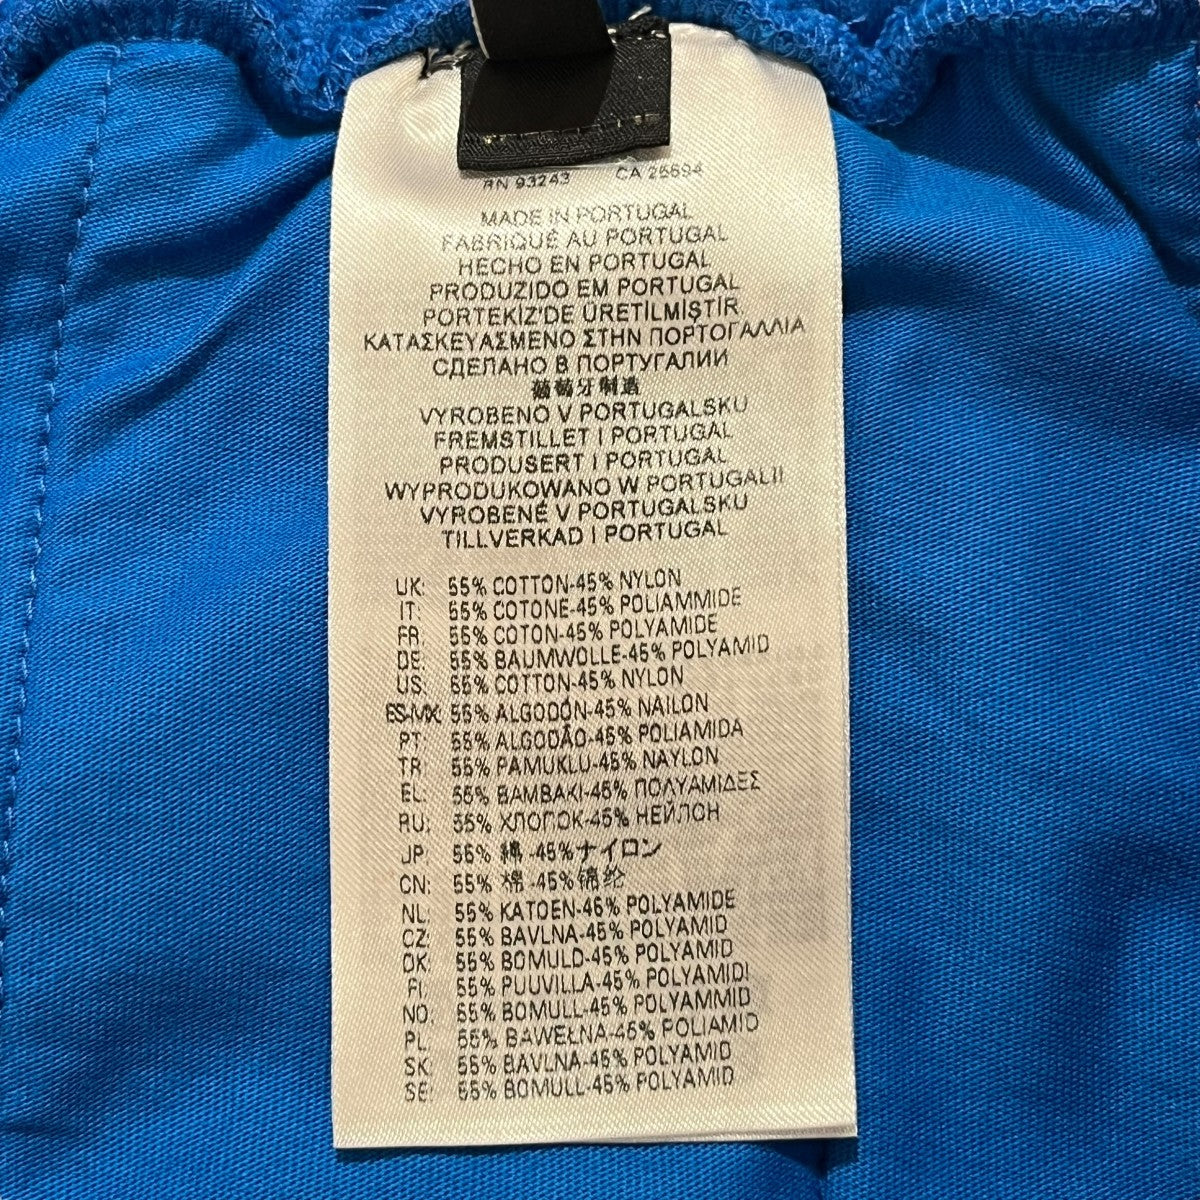 RN 93243 CA 25694
MADE IN PORTUGAL
FABRIQUÉ AU PORTUGAL
HECHO EN PORTUGAL
PRODUZIDO EM PORTUGAL
PORTEKİZ'DE ÜRETİLMİŞTİR
ΚΑΤΑΣΚΕΥΑΣΜΕΝΟ ΣΤΗΝ ΠΟΡΤΟΓΑΛΛΙΑ
СДЕЛАНО В ПОРТУГАЛИИ
葡萄牙制造
VYROBENO V PORTUGALSKU
FREMSTILLET I PORTUGAL
PRODUSERT I PORTUGAL
WYPRODUKOWANO W PORTUGALII
VYROBENÉ V PORTUGALSKU
TILLVERKAD I PORTUGAL
UK: 55% COTTON-45% NYLON
IT: 55% COTONE-45% POLIAMMIDE
FR: 55% COTON-45% POLYAMIDE
DE: 55% BAUMWOLLE-45% POLYAMID
US: 55% COTTON-45% NYLON
ES-MX: 55% ALGODÓN-45% NAILON
PT: 55% ALGODÃO-45% POLIAMIDA
TR: 55% PAMUKLU-45% NAYLON
EL: 55% ΒΑΜΒΑΚΙ-45% ΠΟΛΥΑΜΙΔΕΣ
RU: 55% ХЛОПОК-45% НЕЙЛОН
JP: 55% 綿 -45%ナイロン
CN: 55% 棉 -45%锦纶
NL: 55% KATOEN-45% POLYAMIDE
CZ: 55% BAVLNA-45% POLYAMID
DK: 55% BOMULD-45% POLYAMID
FI: 55% PUUVILLA-45% POLYAMIDI
NO: 55% BOMULL-45% POLYAMMID
PL: 55% BAWEŁNA-45% POLIAMID
SK: 55% BAVLNA-45% POLYAMID
SE: 55% BOMULL-45% POLYAMID